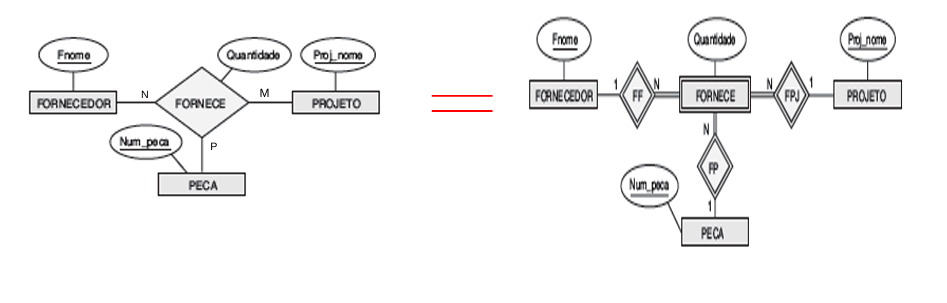 Fnome
Quantidade
Proj_nome
FORNECEDOR
N
FORNECE
M
PROJETO
Num_peca
P
PECA
Fnome
Quantidade
Proj_nome
FORNECEDOR
1
FF
N
FORNECE
N
FPJ
1
PROJETO
N
FP
Num_peca
1
PECA